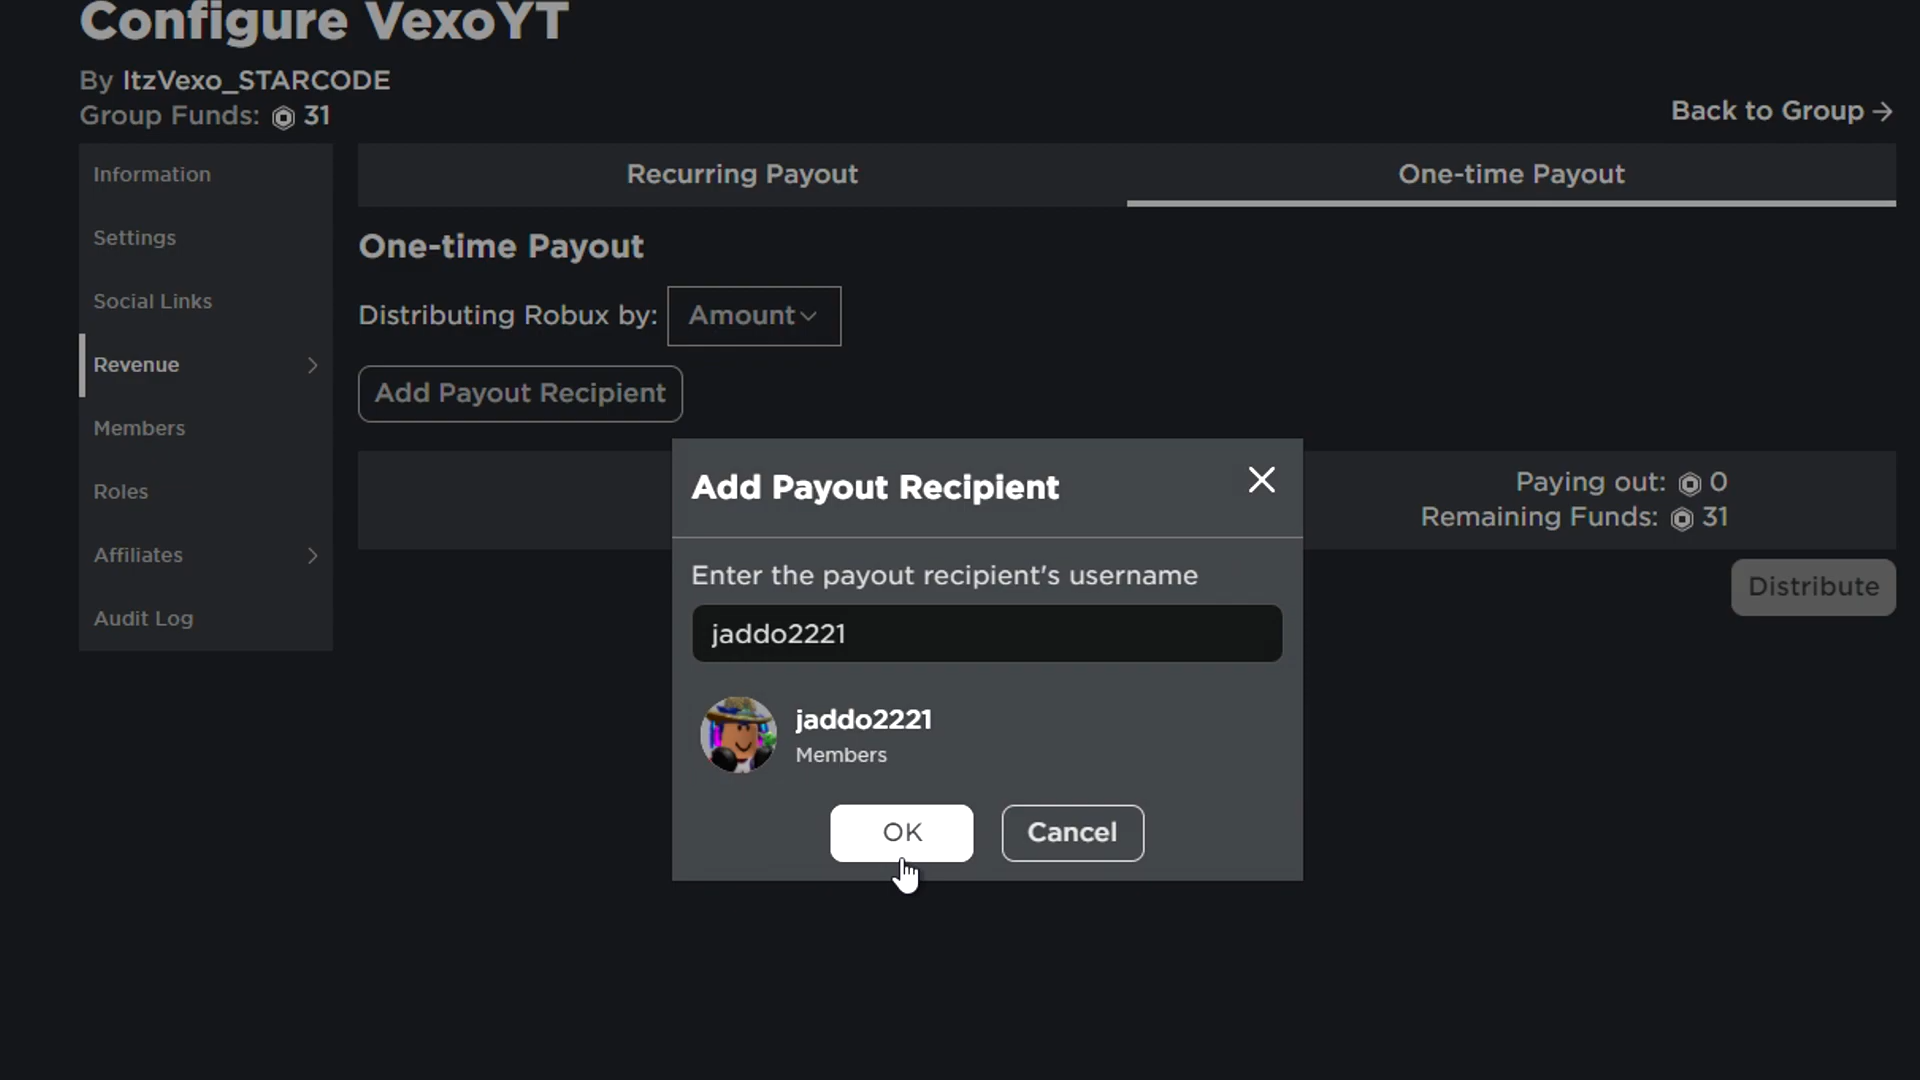 Configure VexoYT
By ItzVexo_STARCODE
Group Funds: 31
Back to Group
Information
Settings
Social Links
Revenue
Members
Roles
Affiliates
Audit Log
Recurring Payout
One-time Payout
One-time Payout
Distributing Robux by: Amount
Add Payout Recipient
Paying out: 0
Remaining Funds: 31
Distribute
Add Payout Recipient
Enter the payout recipient's username
jaddo2221
jaddo2221
Members
OK
Cancel